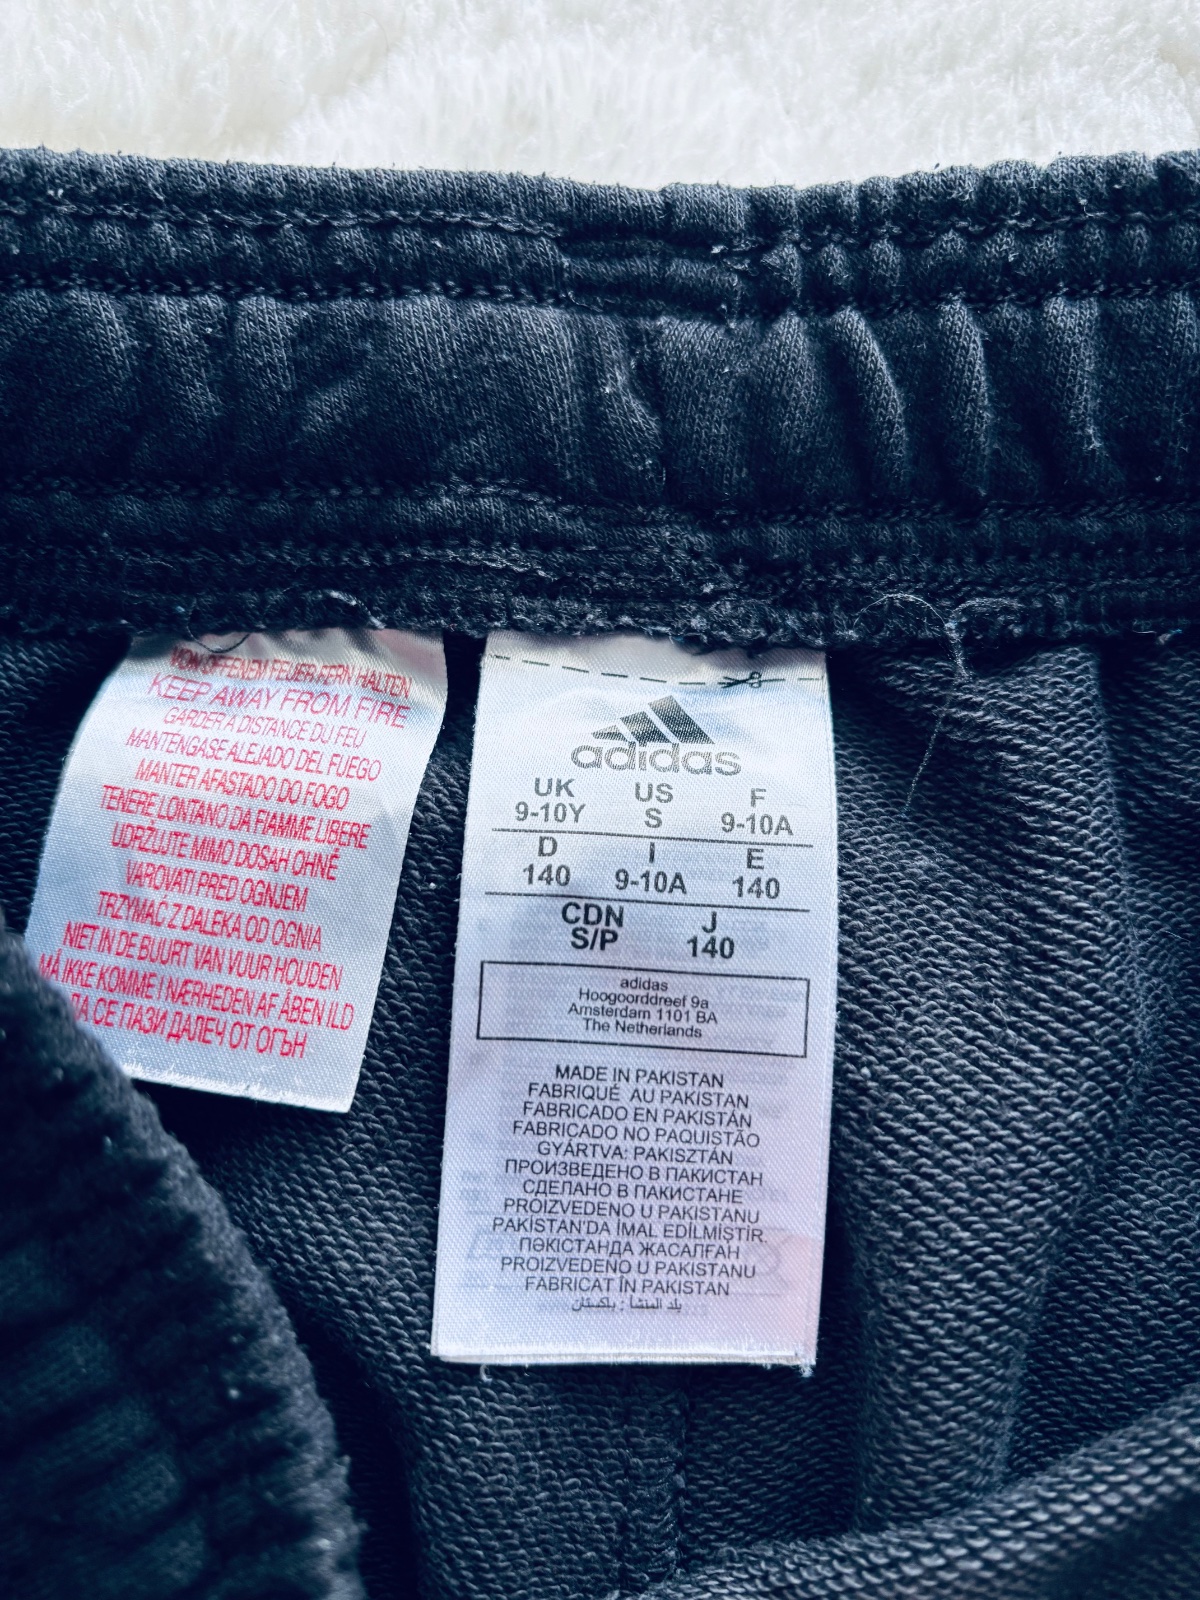 VON OFFENEM FEUER FERN HALTEN
KEEP AWAY FROM FIRE
GARDER A DISTANCE DU FEU
MANTENGASE ALEJADO DEL FUEGO
MANTER AFASTADO DO FOGO
TENERE LONTANO DA FIAMME LIBERE
UDRŽUJTE MIMO DOSAH OHNĚ
VAROVATI PRED OGNJEM
TRZYMAĆ Z DALEKA OD OGNIA
NIET IN DE BUURT VAN VUUR HOUDEN
MÅ IKKE KOMME I NÆRHEDEN AF ÅBEN ILD
ДА СЕ ПАЗИ ДАЛЕЧ ОТ ОГЪН
adidas
UK US F
9-10Y S 9-10A
D I E
140 9-10A 140
CDN J
S/P 140
adidas
Hoogoorddreef 9a
Amsterdam 1101 BA
The Netherlands
MADE IN PAKISTAN
FABRIQUÉ AU PAKISTAN
FABRICADO EN PAKISTÁN
FABRICADO NO PAQUISTÃO
GYÁRTVA: PAKISZTÁN
ПРОИЗВЕДЕНО В ПАКИСТАН
СДЕЛАНО В ПАКИСТАНЕ
PROIZVEDENO U PAKISTANU
PAKİSTAN'DA İMAL EDİLMİŞTİR.
ПӘКІСТАНДА ЖАСАЛҒАН
PROIZVEDENO U PAKISTANU
FABRICAT ÎN PAKISTAN
بلد المنشأ : باكستان